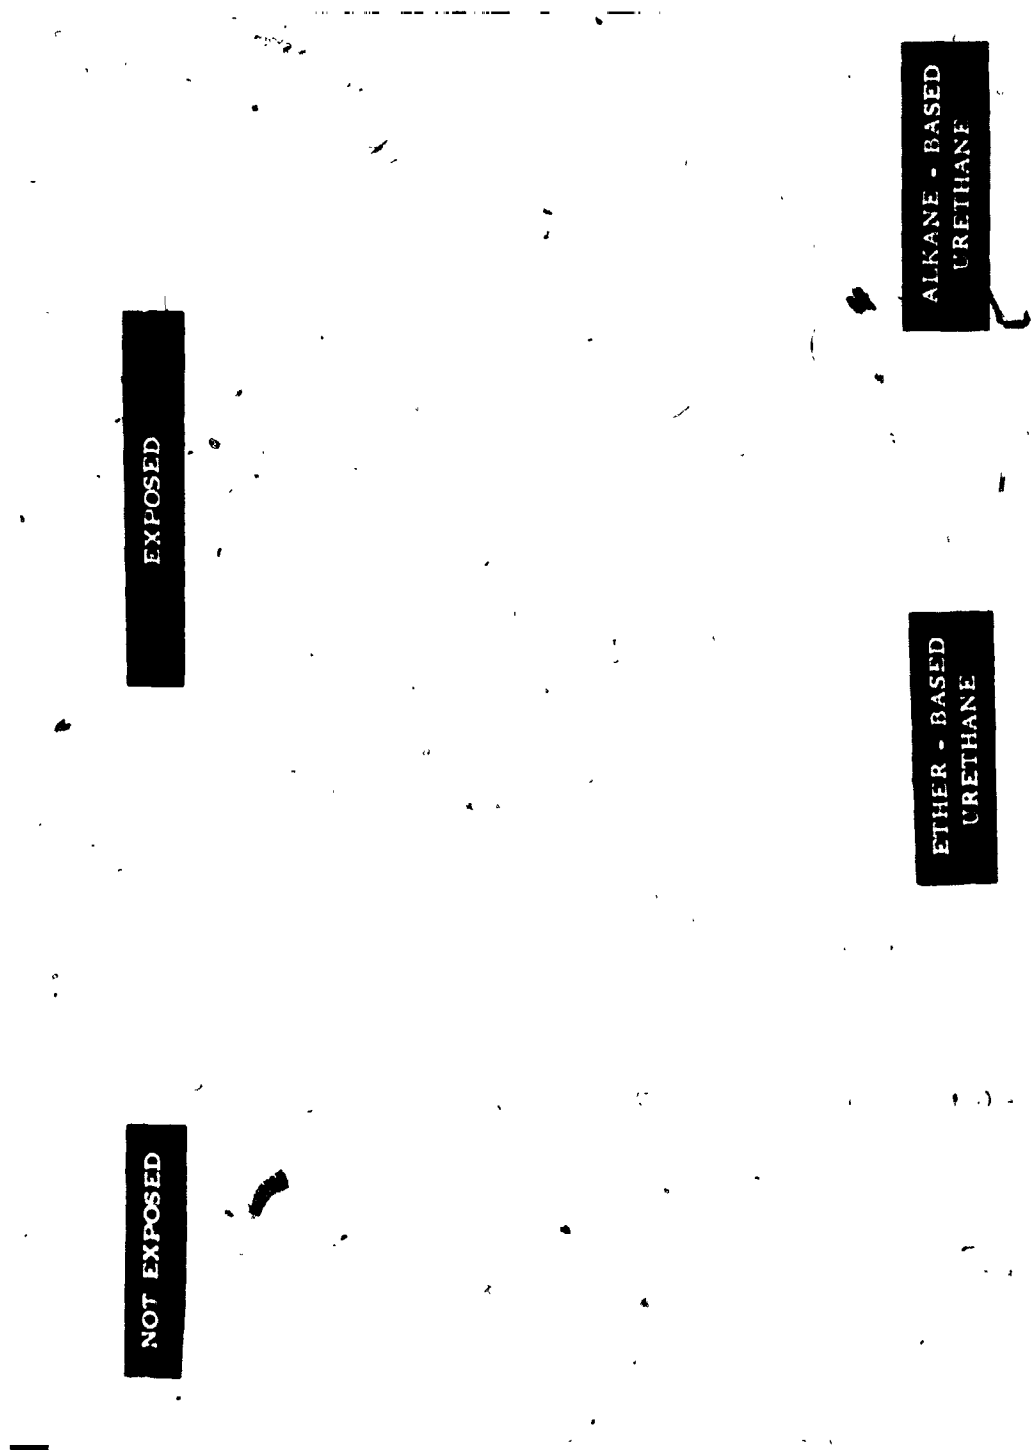 NOT EXPOSED
EXPOSED
ETHER - BASED
URETHANE
ALKANE - BASED
URETHANE